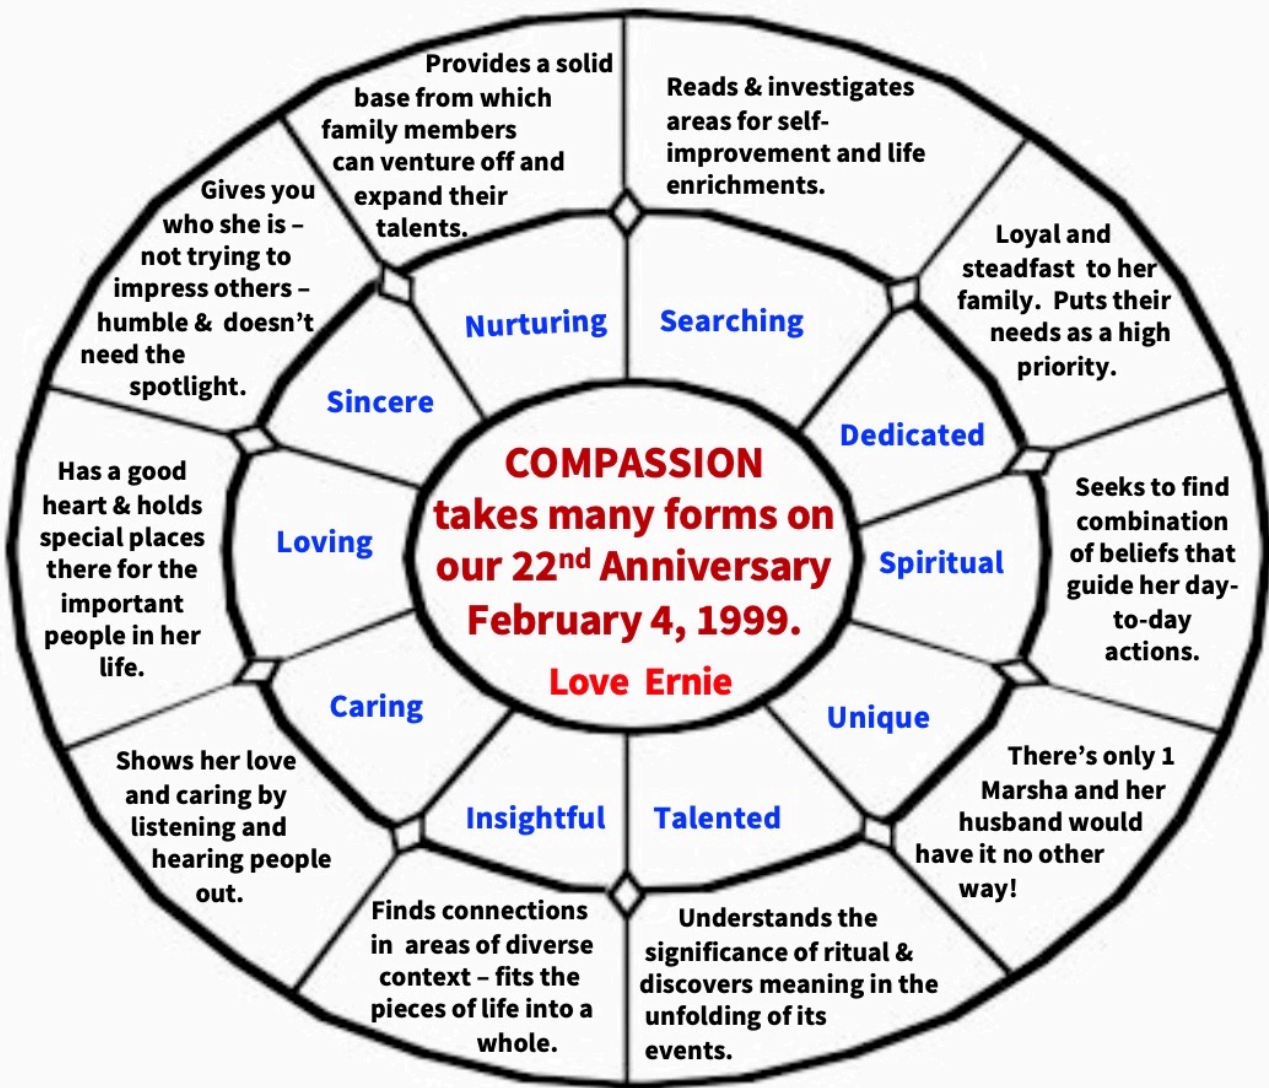 COMPASSION
takes many forms on
our 22nd Anniversary
February 4, 1999.
Love Ernie
Nurturing
Provides a solid
base from which
family members
can venture off and
expand their
talents.
Searching
Reads & investigates
areas for self-
improvement and life
enrichments.
Dedicated
Loyal and
steadfast to her
family. Puts their
needs as a high
priority.
Spiritual
Seeks to find
combination
of beliefs that
guide her day-
to-day
actions.
Unique
There's only 1
Marsha and her
husband would
have it no other
way!
Talented
Understands the
significance of ritual &
discovers meaning in the
unfolding of its
events.
Insightful
Finds connections
in areas of diverse
context – fits the
pieces of life into a
whole.
Caring
Shows her love
and caring by
listening and
hearing people
out.
Loving
Has a good
heart & holds
special places
there for the
important
people in her
life.
Sincere
Gives you
who she is –
not trying to
impress others –
humble & doesn't
need the
spotlight.